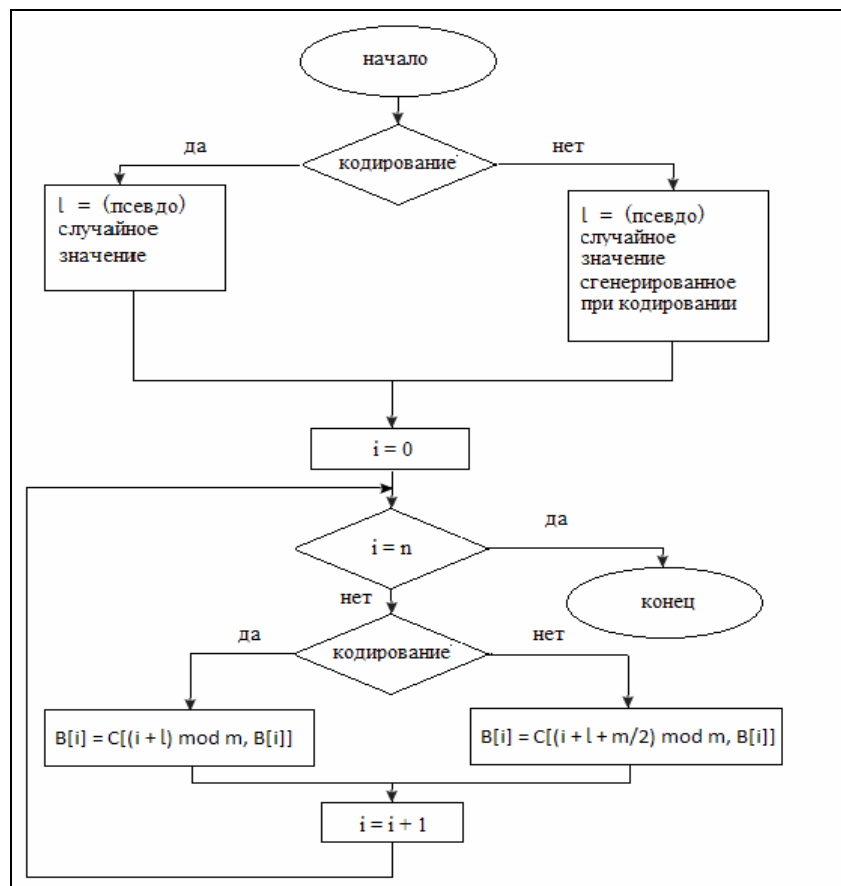 начало
да
кодирование
нет
l = (псевдо)
случайное
значение
l = (псевдо)
случайное
значение
сгенерированное
при кодировании
i = 0
i = n
да
конец
нет
да
кодирование
нет
B[i] = C[(i + l) mod m, B[i]]
B[i] = C[(i + l + m/2) mod m, B[i]]
i = i + 1